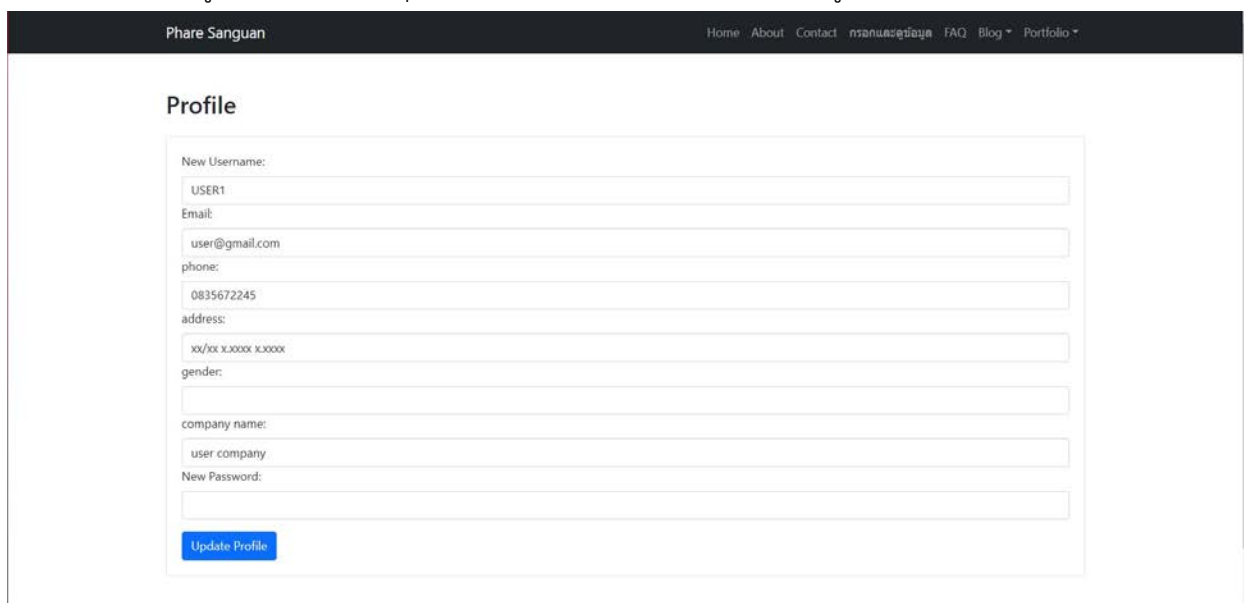 Phare Sanguan
Home About Contact กรอกและดูข้อมูล FAQ Blog Portfolio
Profile
New Username:
USER1
Email:
user@gmail.com
phone:
0835672245
address:
xx/xx x.xxxx x.xxxx
gender:
company name:
user company
New Password:
Update Profile